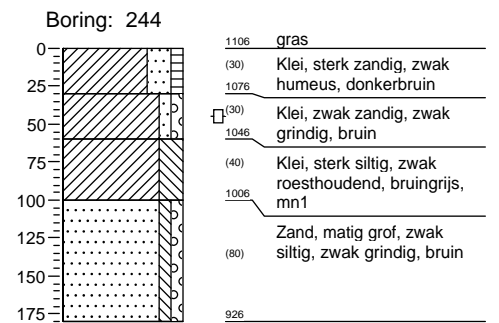 Boring: 244
0
25
50
75
100
125
150
175
1106 gras
(30) Klei, sterk zandig, zwak
humeus, donkerbruin
1076
(30) Klei, zwak zandig, zwak
grindig, bruin
1046
(40) Klei, sterk siltig, zwak
roesthoudend, bruingrijs,
mn1
1006
Zand, matig grof, zwak
siltig, zwak grindig, bruin
(80)
926